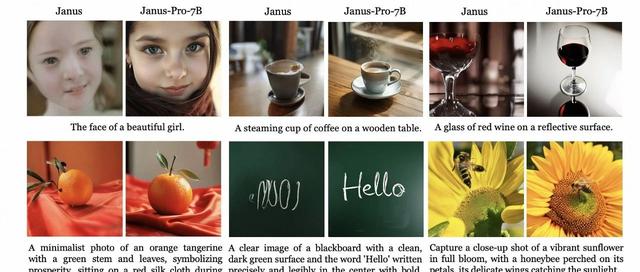 Janus Janus-Pro-7B Janus Janus-Pro-7B Janus Janus-Pro-7B
The face of a beautiful girl. A steaming cup of coffee on a wooden table. A glass of red wine on a reflective surface.
Hello
A minimalist photo of an orange tangerine
with a green stem and leaves, symbolizing
prosperity, sitting on a red silk cloth during
A clear image of a blackboard with a clean,
dark green surface and the word 'Hello' written
precisely and legibly in the center with bold,
Capture a close-up shot of a vibrant sunflower
in full bloom, with a honeybee perched on its
petals, its delicate wings catching the sunlight.